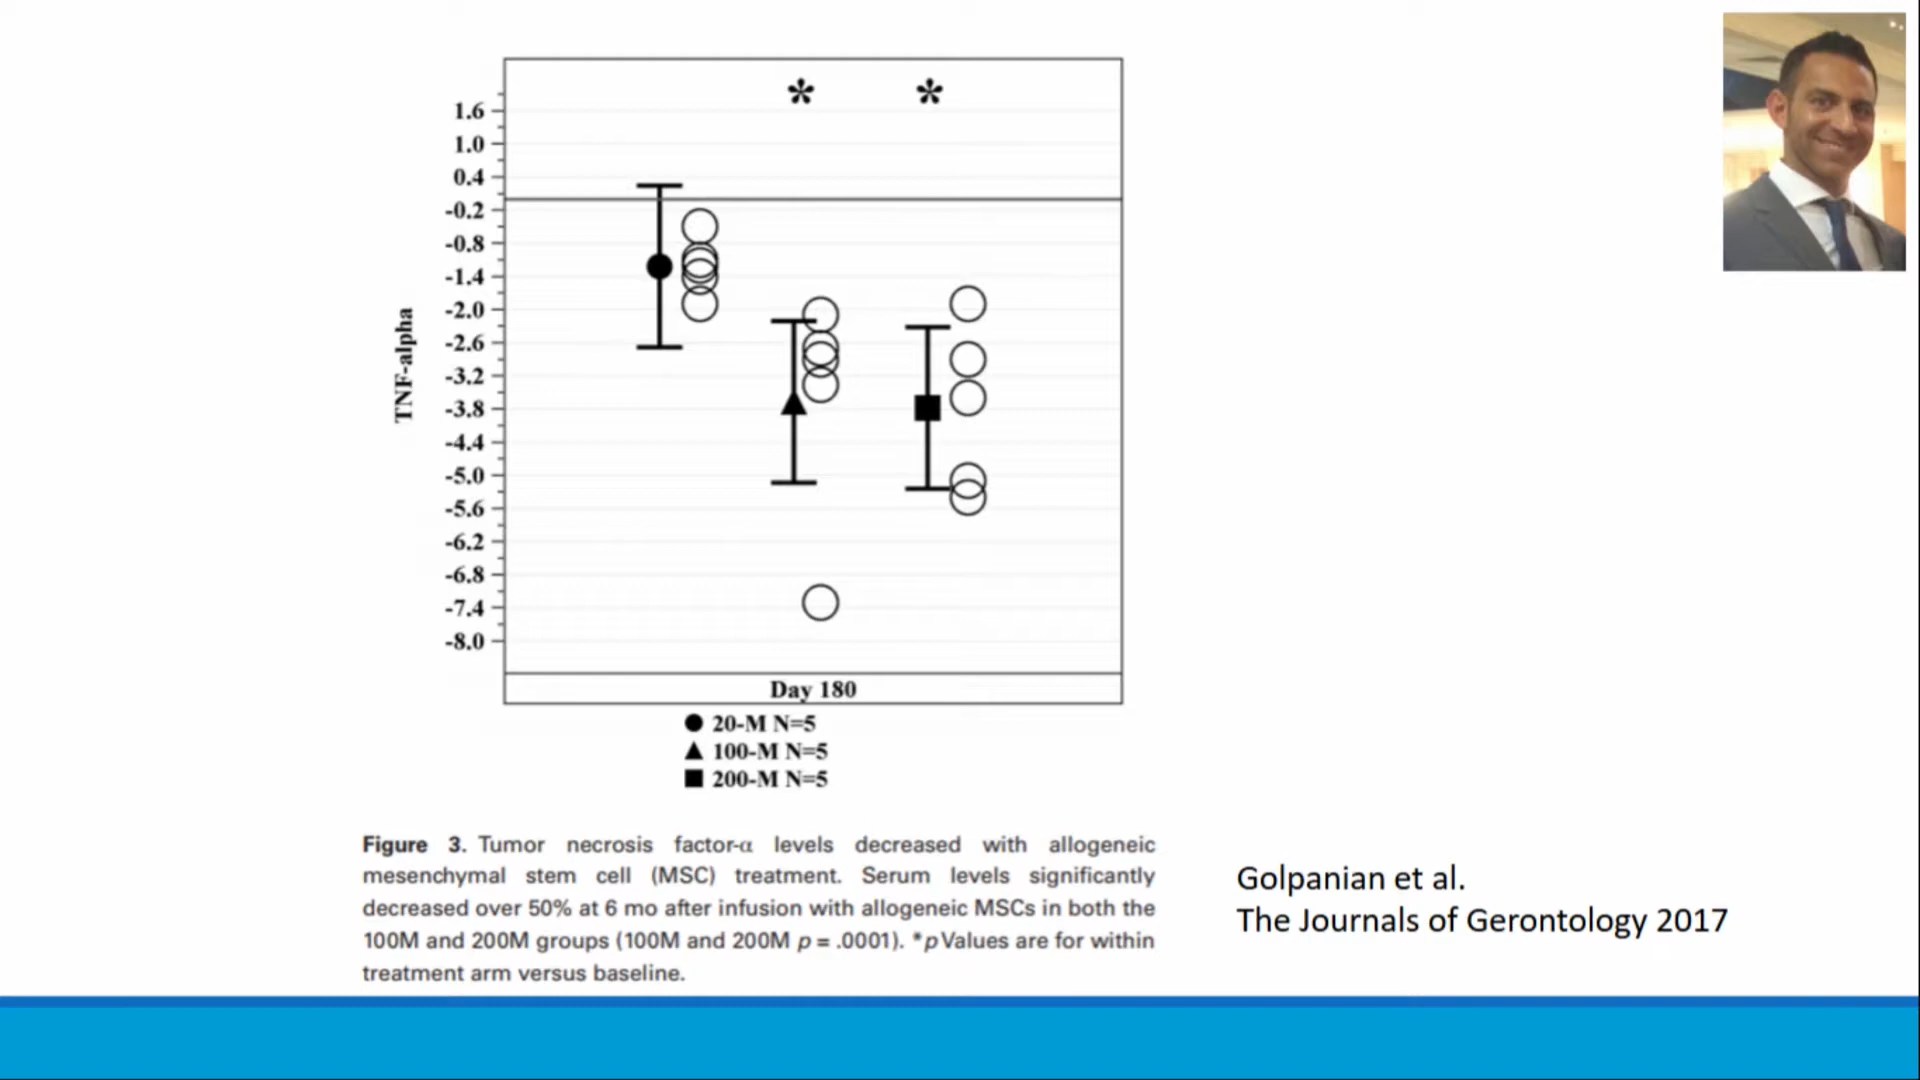 * *
1.6
1.0
0.4
-0.2
-0.8
-1.4
-2.0
-2.6
-3.2
-3.8
-4.4
-5.0
-5.6
-6.2
-6.8
-7.4
-8.0
TNF-alpha
Day 180
20-M N=5
100-M N=5
200-M N=5
Figure 3. Tumor necrosis factor-α levels decreased with allogeneic
mesenchymal stem cell (MSC) treatment. Serum levels significantly
decreased over 50% at 6 mo after infusion with allogeneic MSCs in both the
100M and 200M groups (100M and 200M p = .0001). *p Values are for within
treatment arm versus baseline.
Golpanian et al.
The Journals of Gerontology 2017